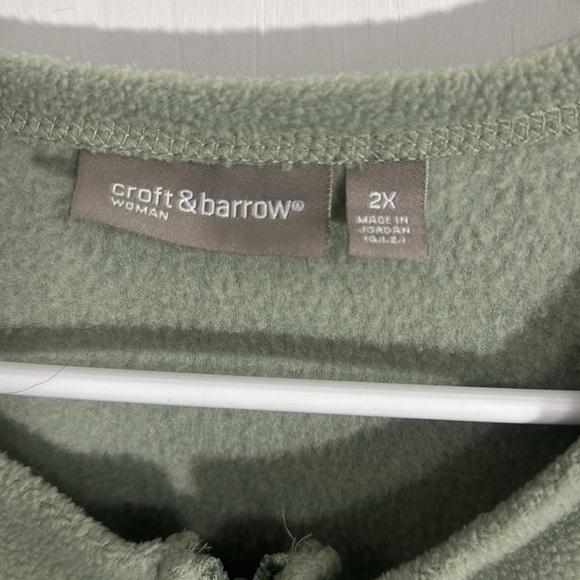 croft & barrow®
WOMAN
2X
MADE IN
JORDAN